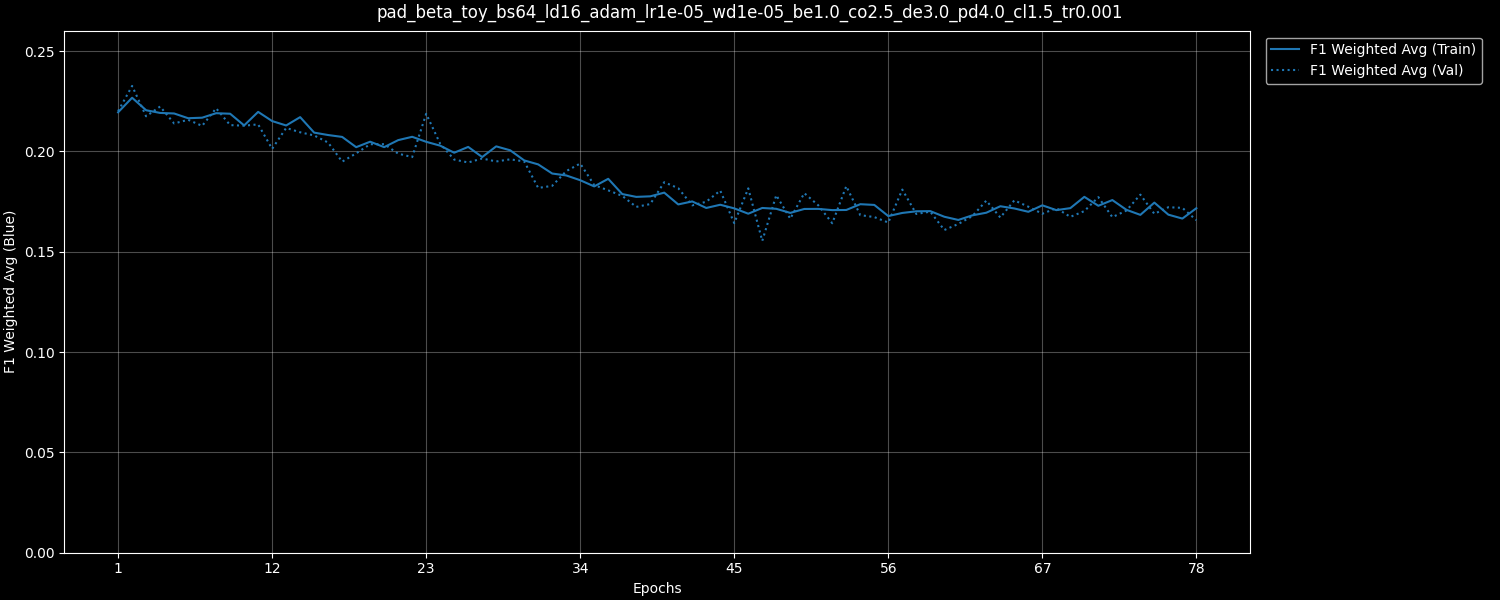 pad_beta_toy_bs64_ld16_adam_lr1e-05_wd1e-05_be1.0_co2.5_de3.0_pd4.0_cl1.5_tr0.001
F1 Weighted Avg (Train)
F1 Weighted Avg (Val)
F1 Weighted Avg (Blue)
0.25
0.20
0.15
0.10
0.05
0.00
1 12 23 34 45 56 67 78
Epochs